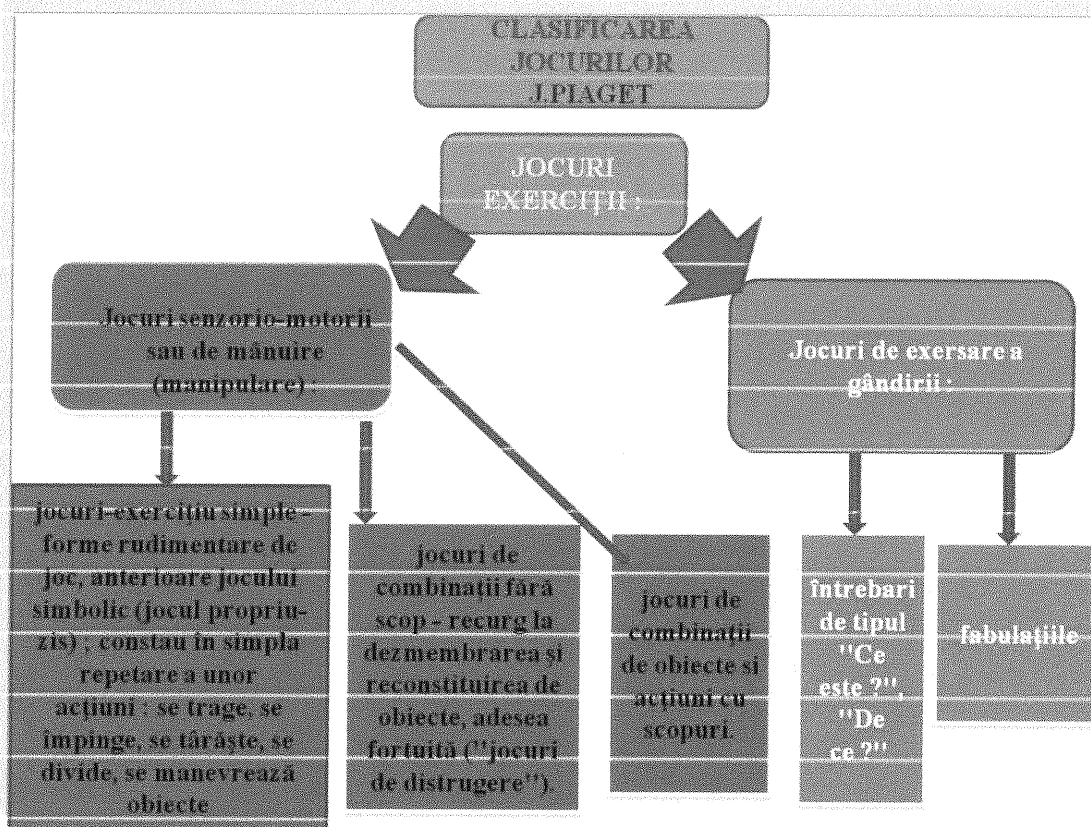 CLASIFICAREA
JOCURILOR
J.PIAGET
JOCURI
EXERCIȚII :
Jocuri senzorio-motorii
sau de mânuire
(manipulare) :
Jocuri de exersare a
gândirii :
jocuri-exercițiu simple -
forme rudimentare de
joc, anterioare jocului
simbolic (jocul propriu-
zis) ; constau în simpla
repetare a unor
acțiuni : se trage, se
împinge, se târăște, se
divide, se manevrează
obiecte
jocuri de
combinații fără
scop - recurg la
dezmembrarea și
reconstituirea de
obiecte, adesea
fortuită ("jocuri
de distrugere").
jocuri de
combinații
de obiecte si
acțiuni cu
scopuri.
întrebari
de tipul
"Ce
este ?",
"De
ce ?"
fabulațiile